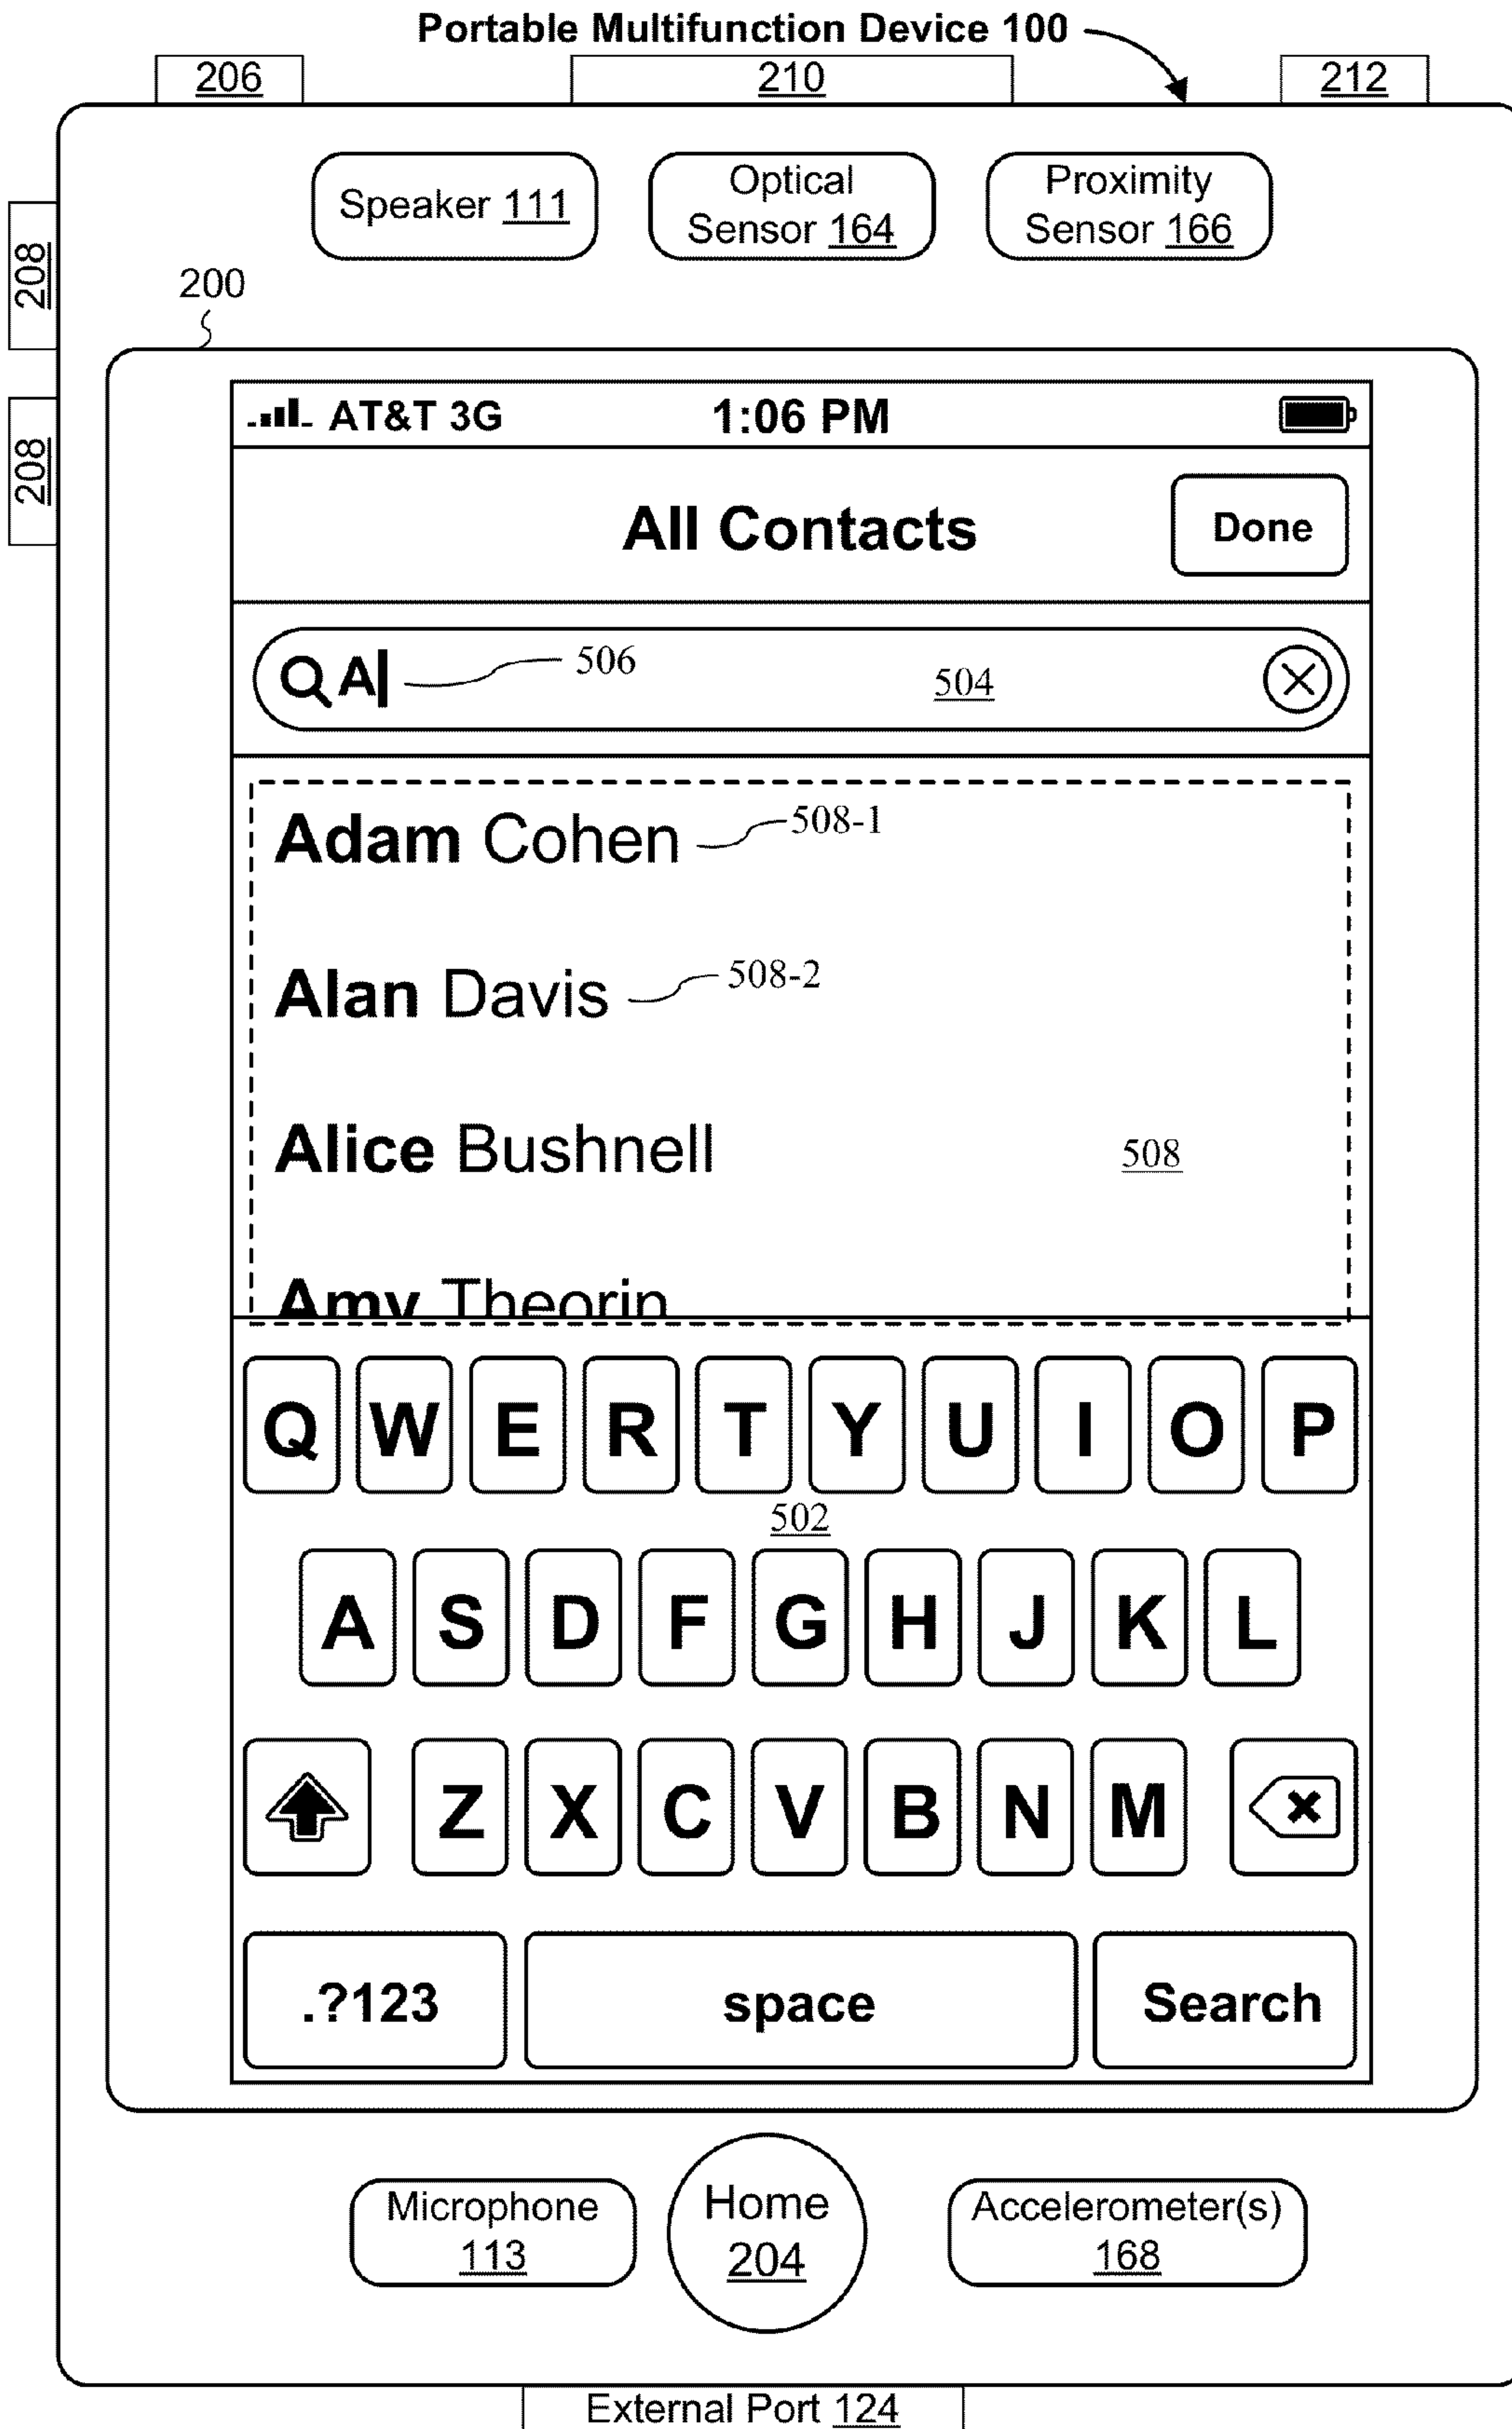 Portable Multifunction Device 100
206 210 212
Speaker 111
Optical
Sensor 164
Proximity
Sensor 166
208
200
208
AT&T 3G 1:06 PM
All Contacts Done
A 506 504
Adam Cohen 508-1
Alan Davis 508-2
Alice Bushnell 508
Amy Theorin
Q W E R T Y U I O P
502
A S D F G H J K L
Z X C V B N M
.?123 space Search
Microphone
113
Home
204
Accelerometer(s)
168
External Port 124